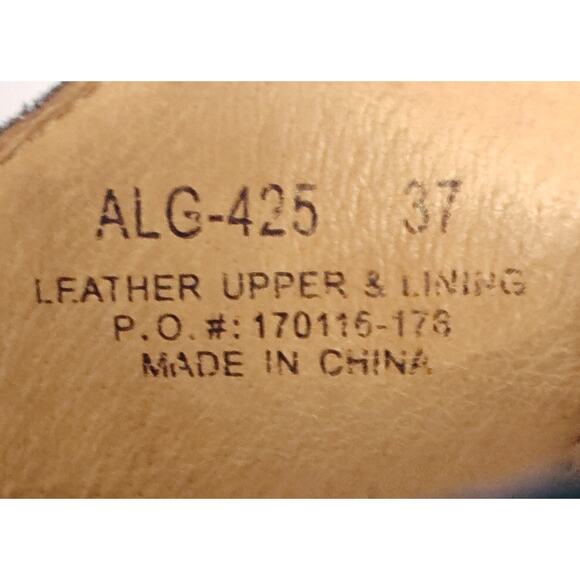 ALG-425 37
LEATHER UPPER & LINING
P.O.#: 170116-178
MADE IN CHINA